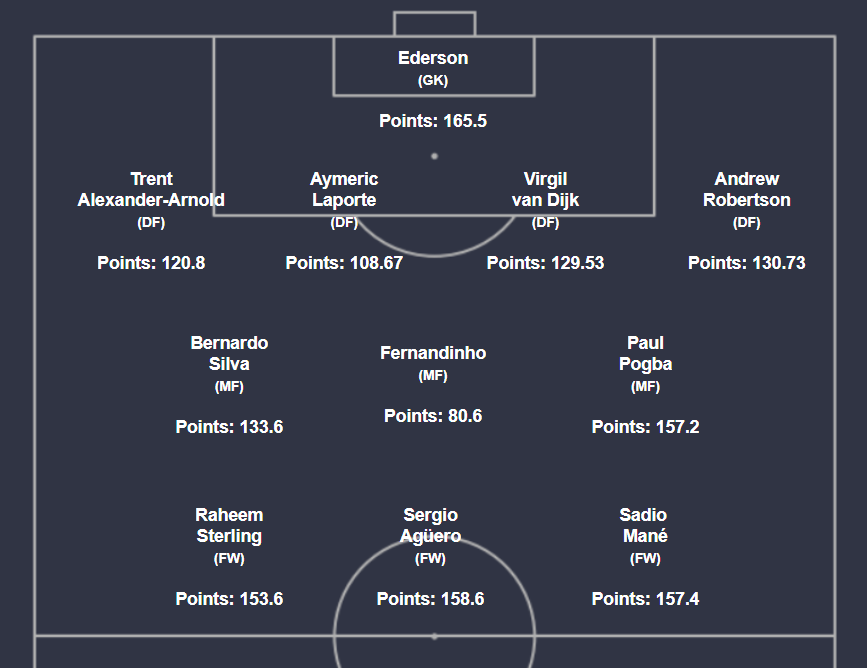 Ederson
(GK)
Points: 165.5
Trent
Alexander-Arnold
(DF)
Points: 120.8
Aymeric
Laporte
(DF)
Points: 108.67
Virgil
van Dijk
(DF)
Points: 129.53
Andrew
Robertson
(DF)
Points: 130.73
Bernardo
Silva
(MF)
Points: 133.6
Fernandinho
(MF)
Points: 80.6
Paul
Pogba
(MF)
Points: 157.2
Raheem
Sterling
(FW)
Points: 153.6
Sergio
Agüero
(FW)
Points: 158.6
Sadio
Mané
(FW)
Points: 157.4